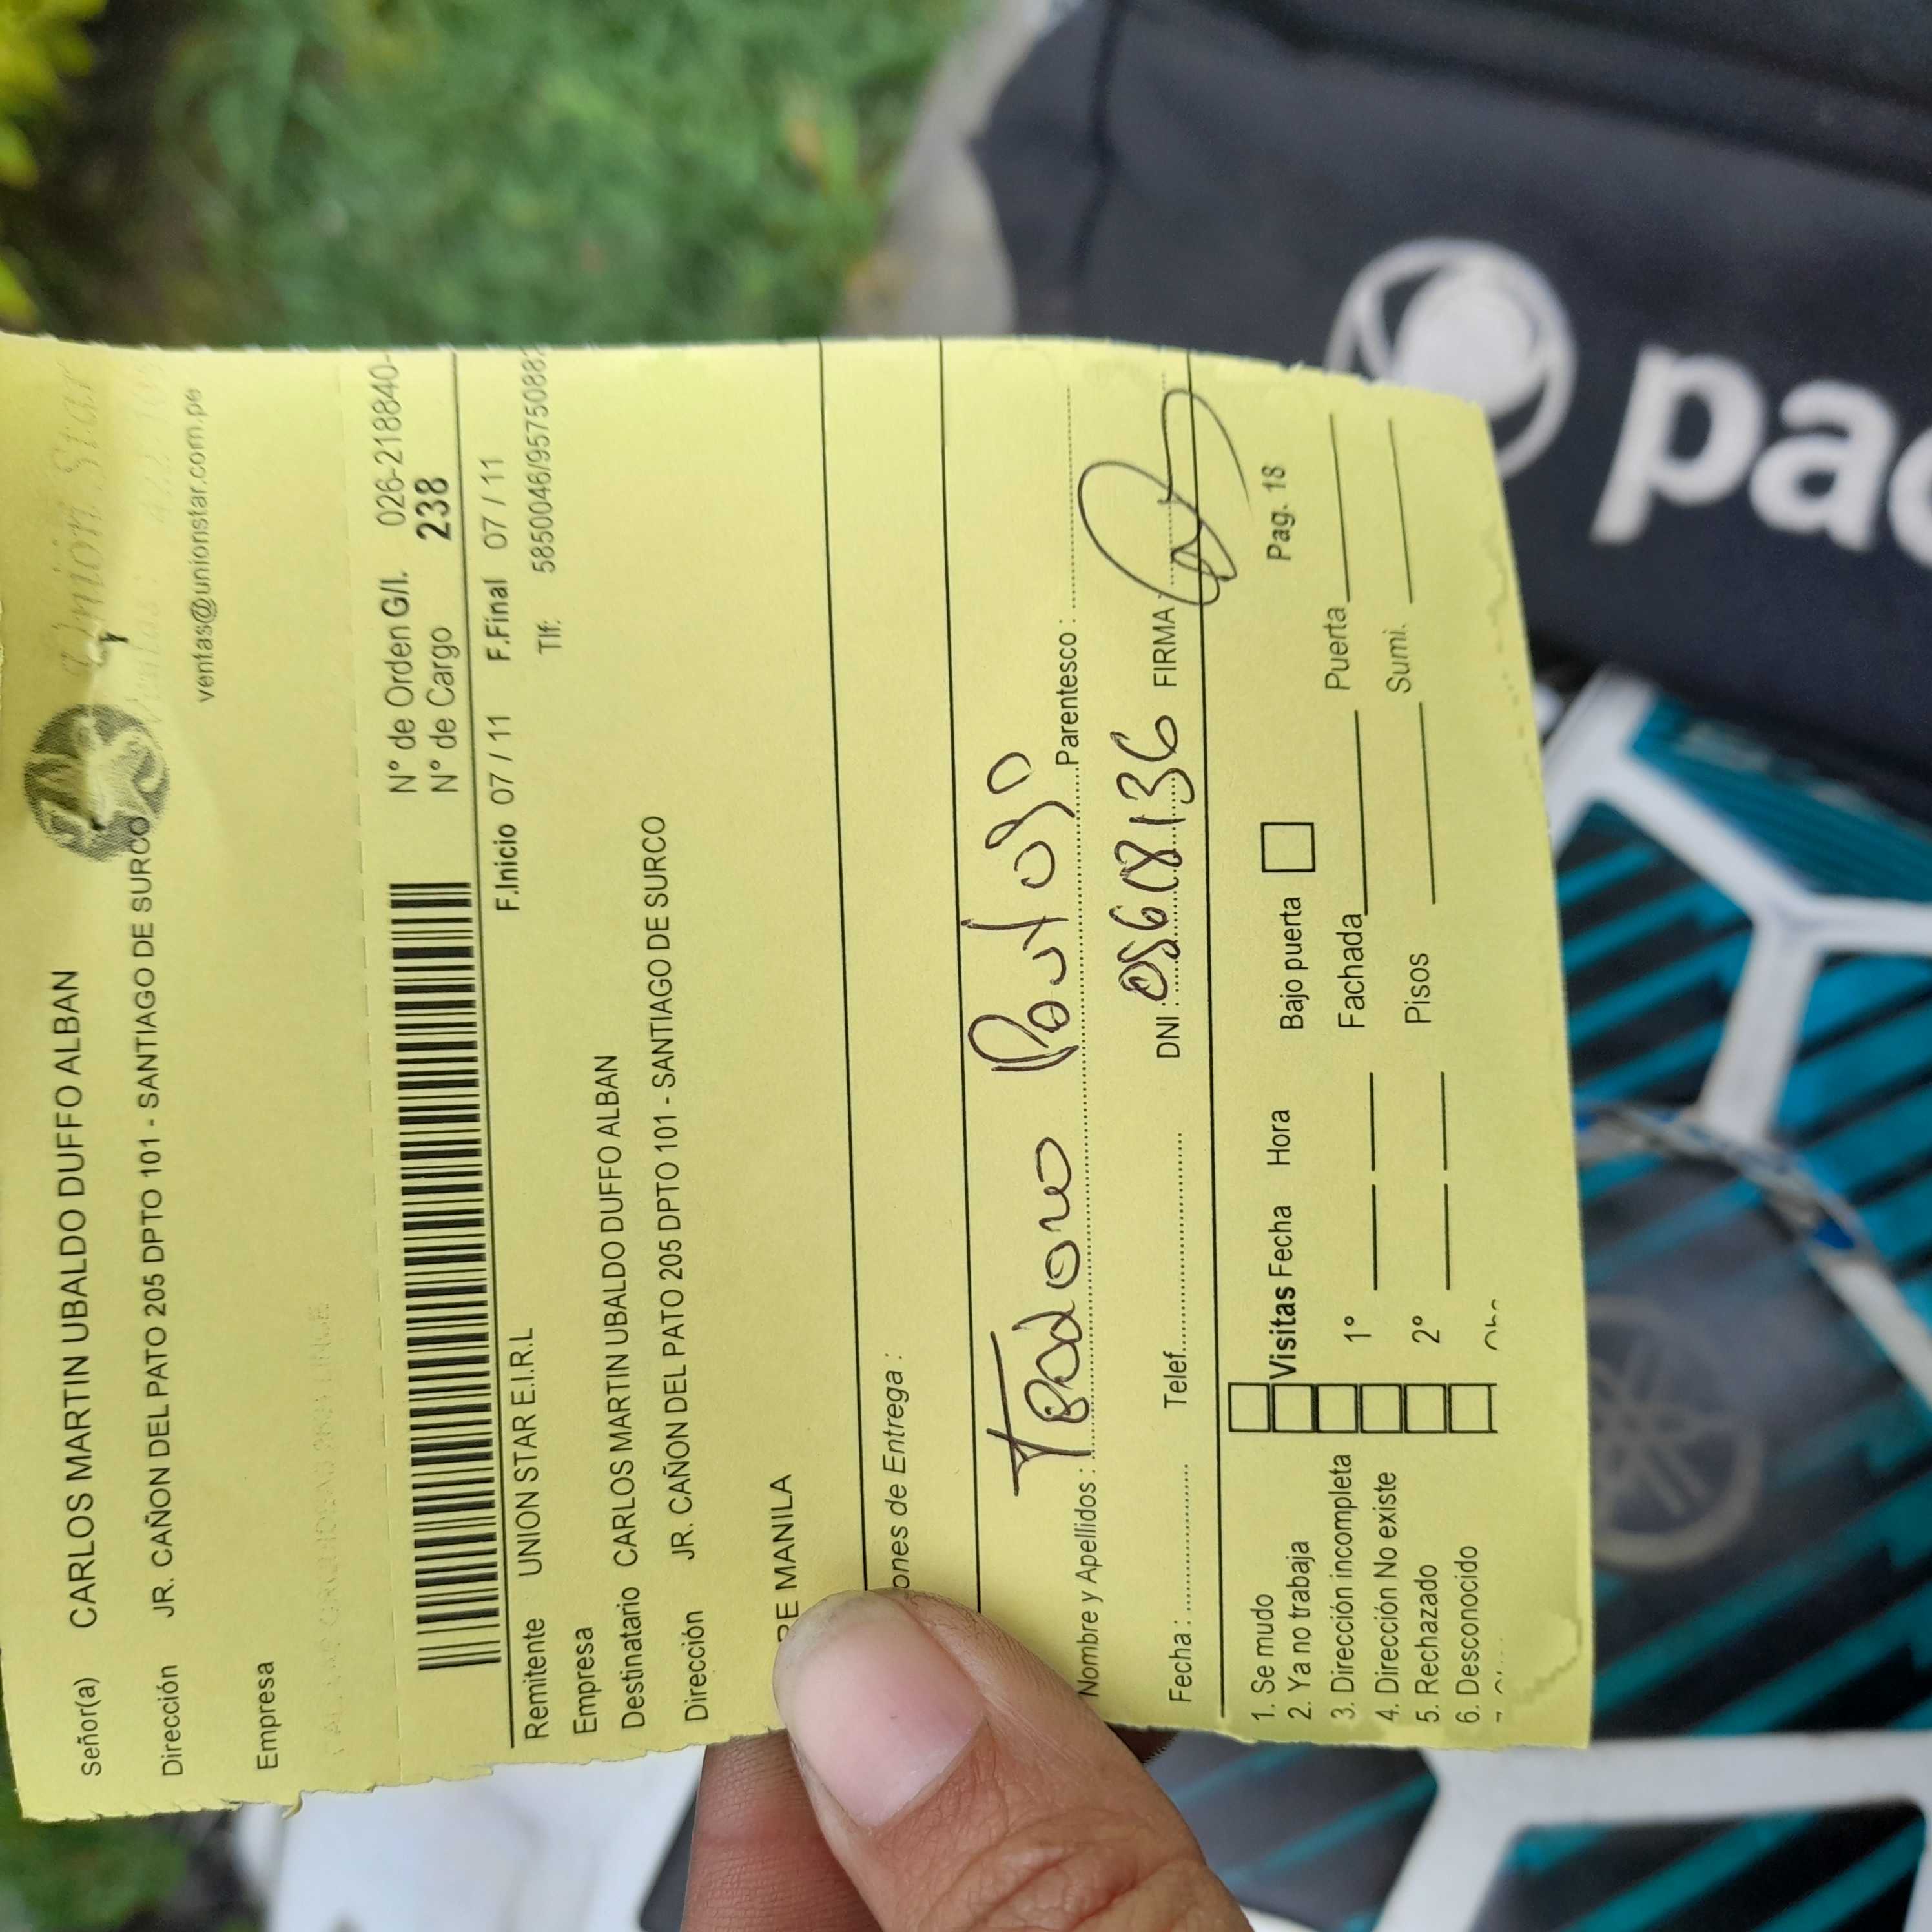 Unión Star
ventas@unionstar.com.pe
Señor(a) CARLOS MARTIN UBALDO DUFFO ALBAN
Dirección JR. CAÑON DEL PATO 205 DPTO 101 - SANTIAGO DE SURCO
Empresa
N° de Orden G/I. 026-218840-
N° de Cargo 238
F.Inicio 07 / 11 F.Final 07 / 11
Remitente UNION STAR E.I.R.L
Tlf: 5850046/95750882
Empresa
Destinatario CARLOS MARTIN UBALDO DUFFO ALBAN
Dirección JR. CAÑON DEL PATO 205 DPTO 101 - SANTIAGO DE SURCO
RE MANILA
ones de Entrega :
Nombre y Apellidos : Parentesco :
Fecha : Telef. DNI : 05608136 FIRMA
Pag. 18
1. Se mudo
2. Ya no trabaja
3. Dirección incompleta
4. Dirección No existe
5. Rechazado
6. Desconocido
Visitas Fecha Hora Bajo puerta
1° Fachada Puerta
2° Pisos Sumi.
pac